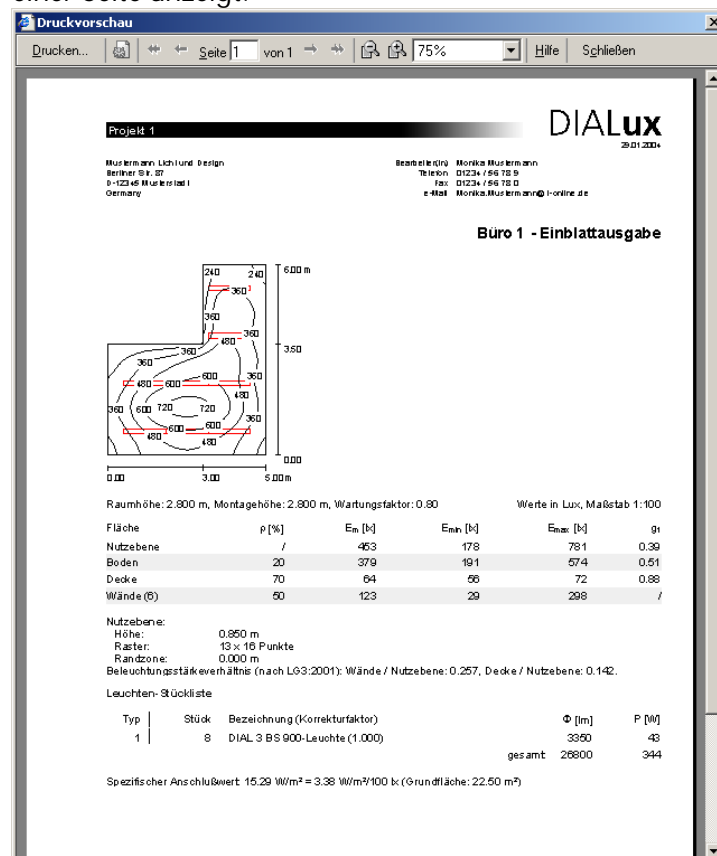 einer Seite anzeigt.
Druckvorschau
Drucken... Seite 1 von 1 75% Hilfe Schließen
DIALux
Projekt 1
29.01.2004
Mustermann Licht und Design
Berliner Str. 87
D-12345 Musterstadt
Germany
Bearbeiter(in) Monika Mustermann
Telefon 01234 / 56 78 9
Fax 01234 / 56 78 0
e-Mail Monika.Mustermann@t-online.de
Büro 1 - Einblattausgabe
240 240 6.00 m
360
360
360
480
3.50
360
360
480 600 600 360
480
360 600 720 720
360
480 600 600
480
0.00
0.00 3.00 5.00 m
Raumhöhe: 2.800 m, Montagehöhe: 2.800 m, Wartungsfaktor: 0.80 Werte in Lux, Maßstab 1:100
Fläche ρ [%] Em [lx] Emin [lx] Emax [lx] g1
Nutzebene / 453 178 781 0.39
Boden 20 379 191 574 0.51
Decke 70 64 56 72 0.88
Wände (6) 50 123 29 298 /
Nutzebene:
Höhe: 0.850 m
Raster: 13 x 16 Punkte
Randzone: 0.000 m
Beleuchtungsstärkeverhältnis (nach LG3:2001): Wände / Nutzebene: 0.257, Decke / Nutzebene: 0.142.
Leuchten-Stückliste
Typ Stück Bezeichnung (Korrekturfaktor) Φ [lm] P [W]
1 8 DIAL 3 BS 900-Leuchte (1.000) 3350 43
gesamt: 26800 344
Spezifischer Anschlußwert: 15.29 W/m² = 3.38 W/m²/100 lx (Grundfläche: 22.50 m²)